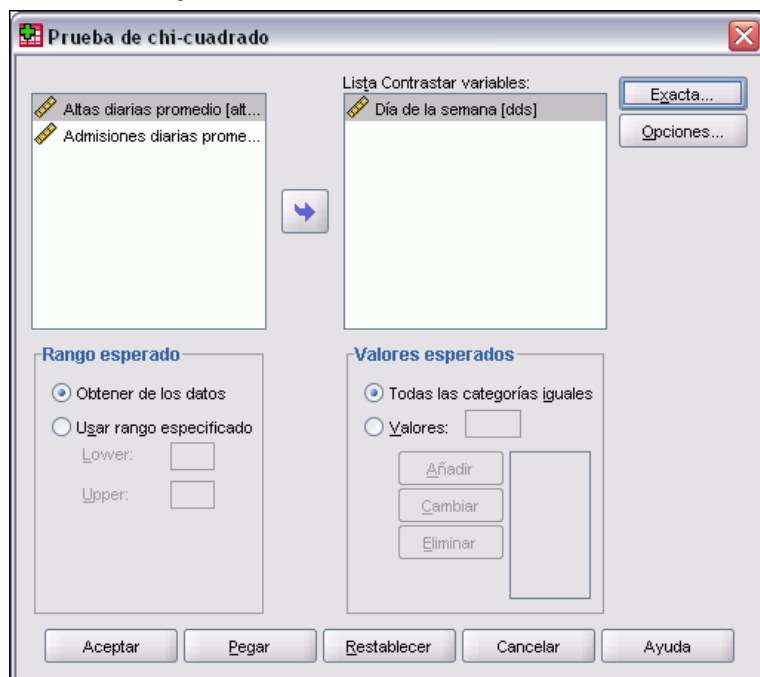 Prueba de chi-cuadrado
Lista Contrastar variables:
Altas diarias promedio [alt...
Admisiones diarias prome...
Día de la semana [dds]
Exacta...
Opciones...
Rango esperado
Obtener de los datos
Usar rango especificado
Lower:
Upper:
Valores esperados
Todas las categorías iguales
Valores:
Añadir
Cambiar
Eliminar
Aceptar
Pegar
Restablecer
Cancelar
Ayuda